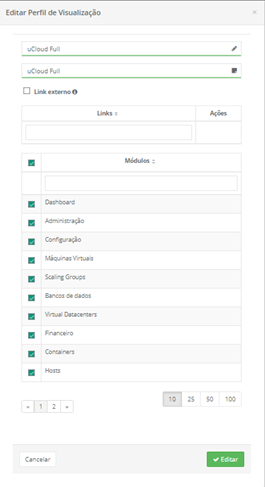 Editar Perfil de Visualização ×
uCloud Full
uCloud Full
Link externo
Links Ações
Módulos
Dashboard
Administração
Configuração
Máquinas Virtuais
Scaling Groups
Bancos de dados
Virtual Datacenters
Financeiro
Containers
Hosts
« 1 2 » 10 25 50 100
Cancelar Editar